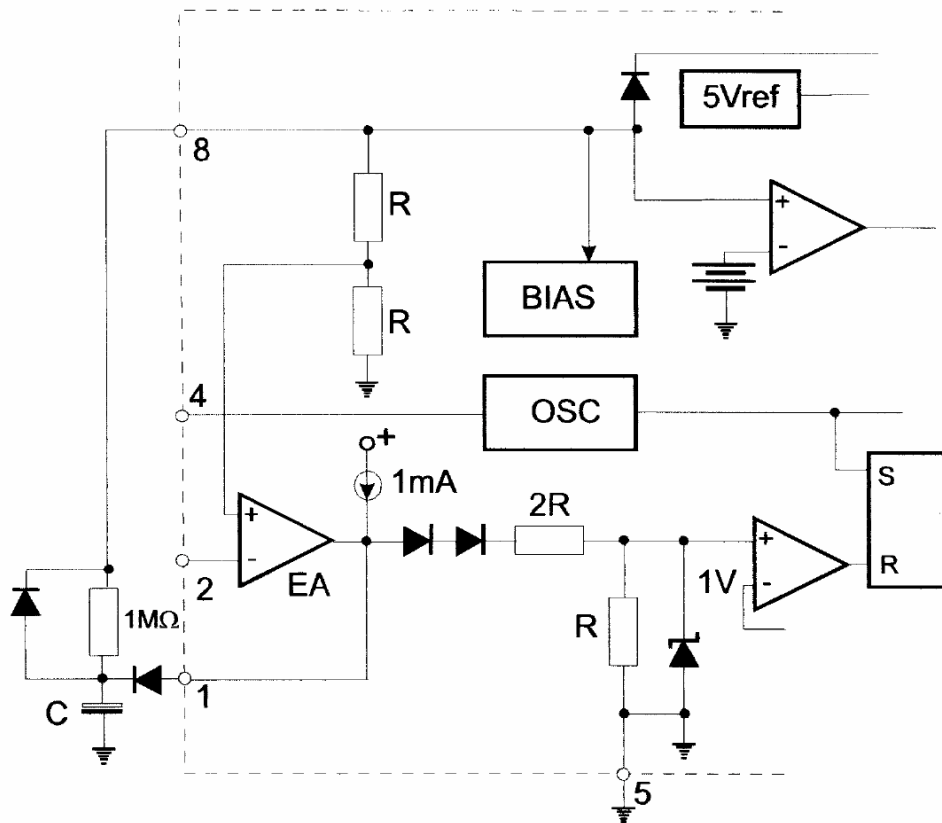 5Vref
8
R
+
-
BIAS
R
4
OSC
+
1mA
S
2R
+
+
-
1V
-
R
2
EA
1MΩ
R
1
C
5